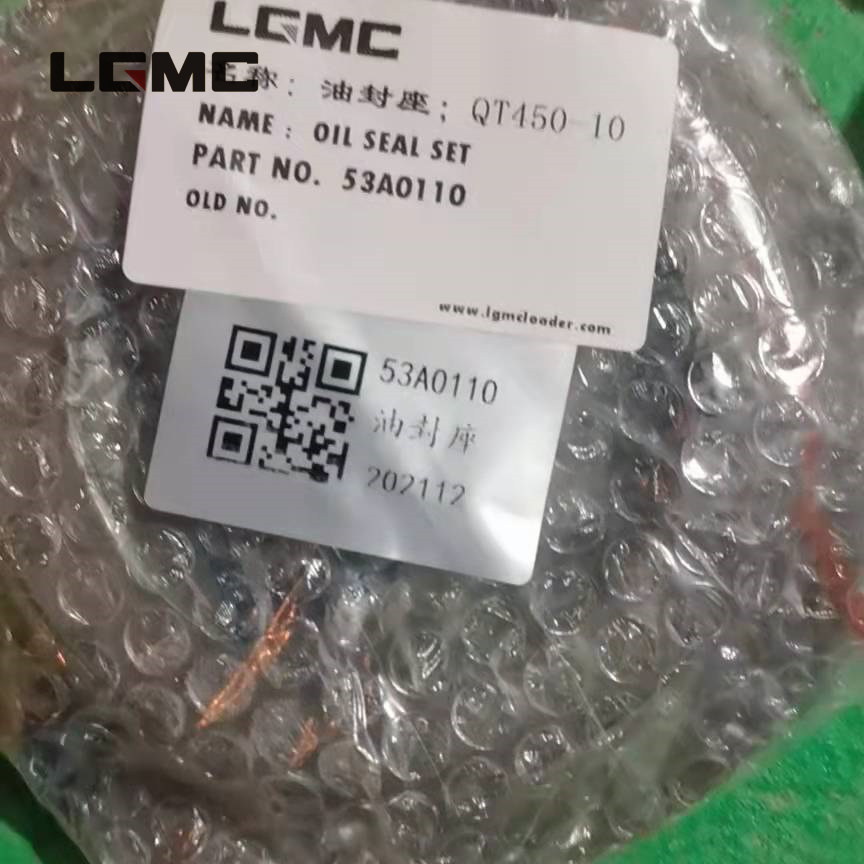 LGMC
LGMC
名称：油封座；QT450-10
NAME : OIL SEAL SET
PART NO. 53A0110
OLD NO.
www.lgmcloader.com
53A0110
油封座
202112